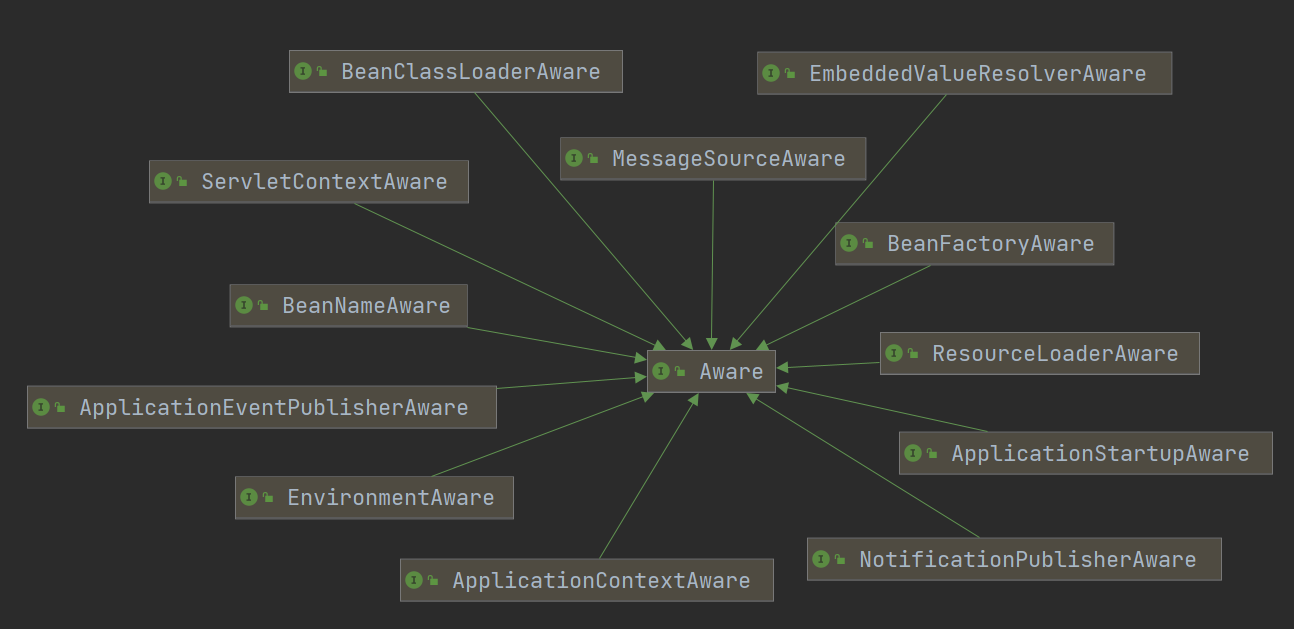 BeanClassLoaderAware
EmbeddedValueResolverAware
MessageSourceAware
ServletContextAware
BeanFactoryAware
BeanNameAware
ResourceLoaderAware
Aware
ApplicationEventPublisherAware
ApplicationStartupAware
EnvironmentAware
NotificationPublisherAware
ApplicationContextAware